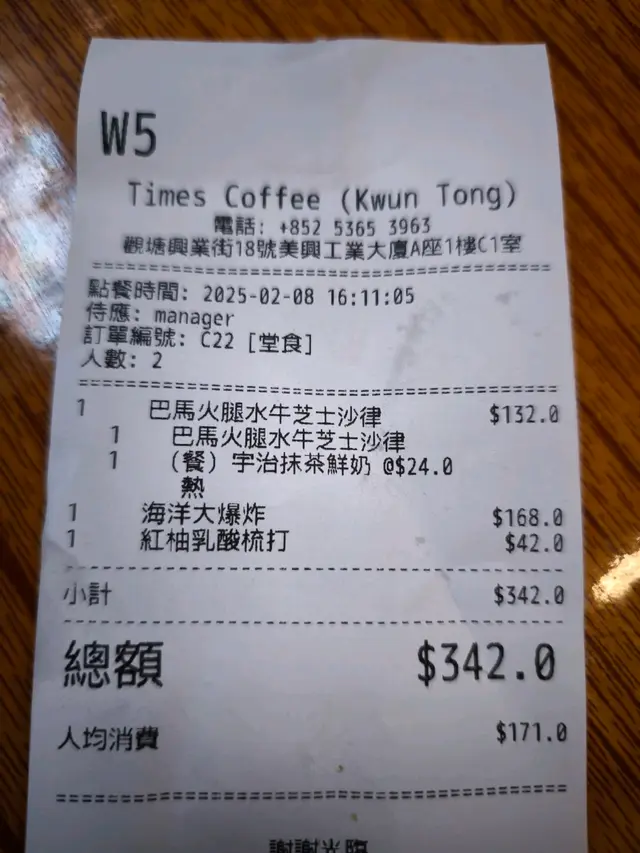 W5
Times Coffee (Kwun Tong)
電話: +852 5365 3963
觀塘興業街18號美興工業大廈A座1樓C1室
點餐時間: 2025-02-08 16:11:05
侍應: manager
訂單編號: C22 [堂食]
人數: 2
1 巴馬火腿水牛芝士沙律 $132.0
1 巴馬火腿水牛芝士沙律
1 (餐) 宇治抹茶鮮奶 @$24.0
熱
1 海洋大爆炸 $168.0
1 紅柚乳酸梳打 $42.0
小計 $342.0
總額 $342.0
人均消費 $171.0
謝謝光臨